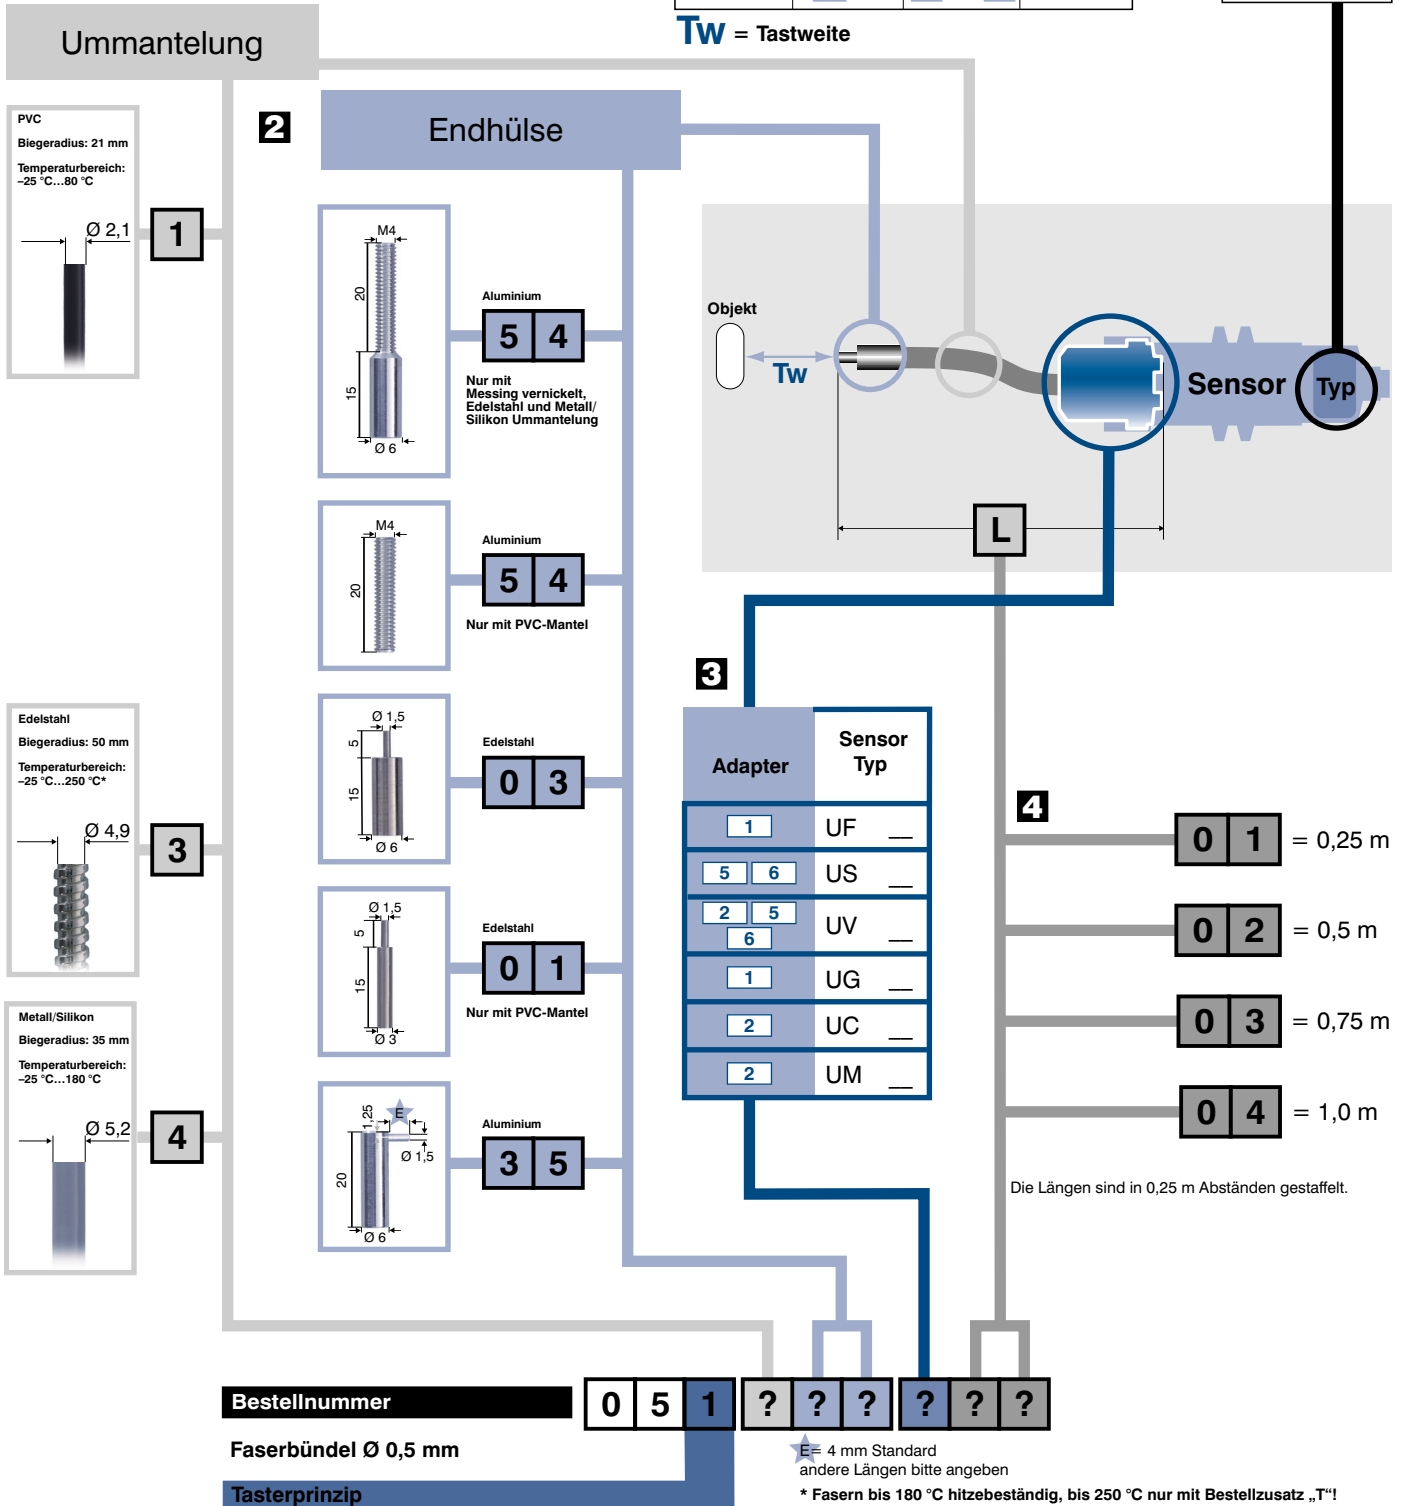 Ummantelung
Tw = Tastweite
PVC
Biegeradius: 21 mm
Temperaturbereich:
–25 °C...80 °C
Ø 2,1
1
Edelstahl
Biegeradius: 50 mm
Temperaturbereich:
–25 °C...250 °C*
Ø 4,9
3
Metall/Silikon
Biegeradius: 35 mm
Temperaturbereich:
–25 °C...180 °C
Ø 5,2
4
2
Endhülse
M4
20
15
Ø 6
Aluminium
5 4
Nur mit
Messing vernickelt,
Edelstahl und Metall/
Silikon Ummantelung
M4
20
Aluminium
5 4
Nur mit PVC-Mantel
Ø 1,5
5
15
Ø 6
Edelstahl
0 3
Ø 1,5
5
15
Ø 3
Edelstahl
0 1
Nur mit PVC-Mantel
1,25
E
Ø 1,5
20
Ø 6
Aluminium
3 5
Objekt
Tw
Sensor
Typ
L
3
Adapter
Sensor
Typ
1 UF __
5 6 US __
2 5
6
UV __
1 UG __
2 UC __
2 UM __
4
0 1 = 0,25 m
0 2 = 0,5 m
0 3 = 0,75 m
0 4 = 1,0 m
Die Längen sind in 0,25 m Abständen gestaffelt.
Bestellnummer
0 5 1 ? ? ? ? ? ?
Faserbündel Ø 0,5 mm
Tasterprinzip
E= 4 mm Standard
andere Längen bitte angeben
* Fasern bis 180 °C hitzebeständig, bis 250 °C nur mit Bestellzusatz „T“!